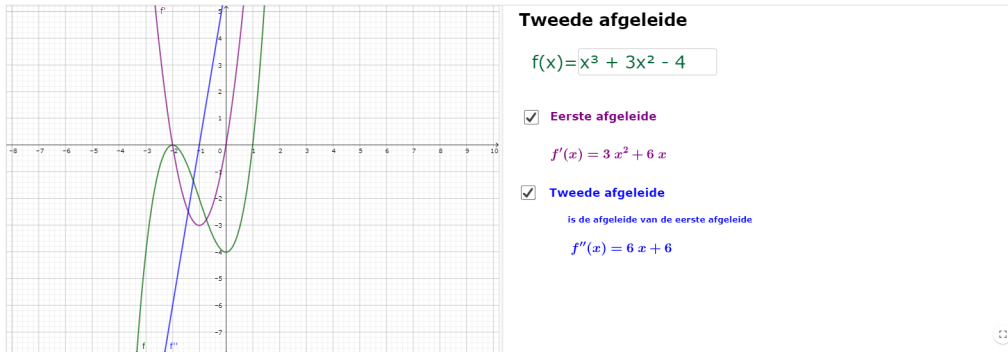 Tweede afgeleide
f(x)= x³ + 3x² - 4
Eerste afgeleide
f′(x) = 3 x² + 6 x
Tweede afgeleide
is de afgeleide van de eerste afgeleide
f″(x) = 6 x + 6
f'
5
4
3
2
1
−8 −7 −6 −5 −4 −3 −2 −1 0 1 2 3 4 5 6 7 8 9 10
−1
−2
−3
−4
−5
−6
−7
f f''